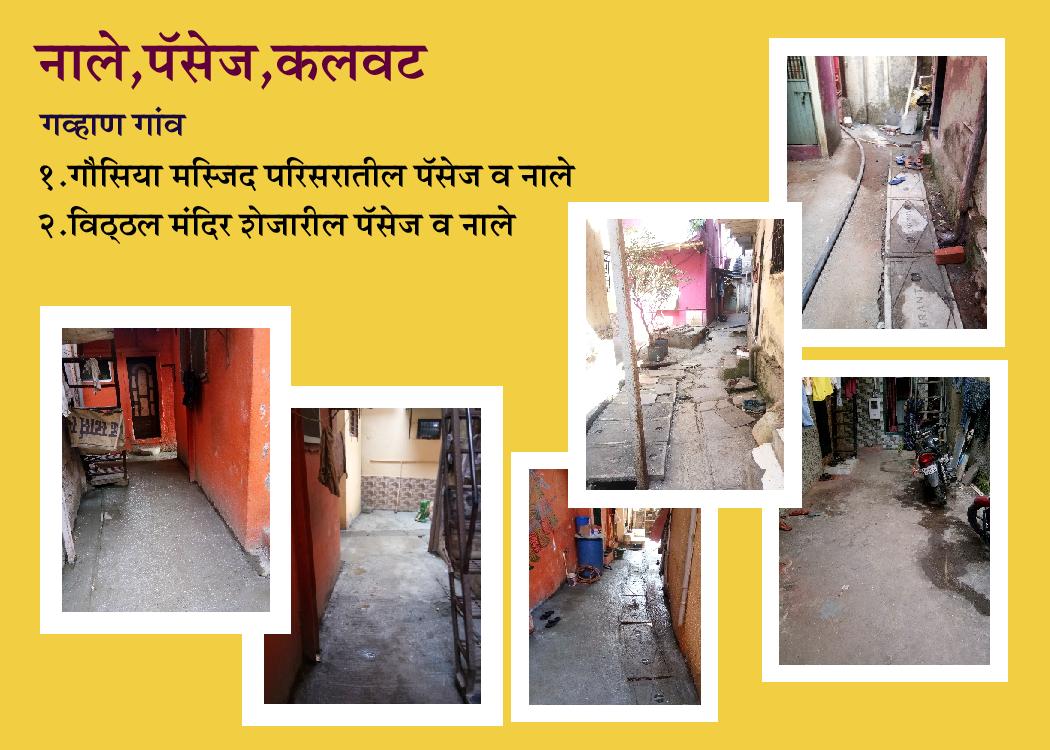 नाले,पॅसेज,कलवट
गव्हाण गांव
१.गौसिया मस्जिद परिसरातील पॅसेज व नाले
२.विठ्ठल मंदिर शेजारील पॅसेज व नाले